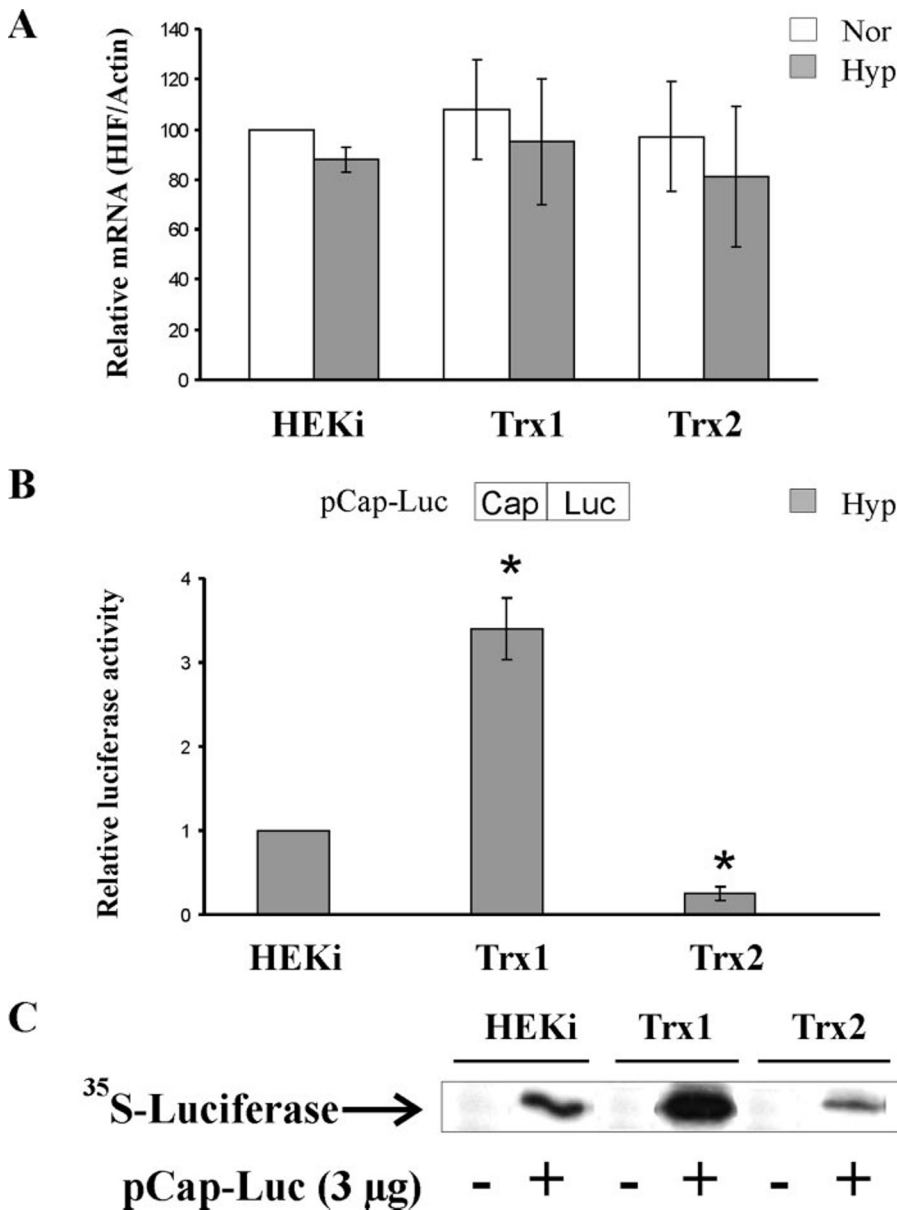 A
Nor
Hyp
Relative mRNA (HIF/Actin)
140
120
100
80
60
40
20
0
HEKi Trx1 Trx2
B
pCap-Luc Cap Luc
Hyp
Relative luciferase activity
4
3
2
1
0
* *
HEKi Trx1 Trx2
C
HEKi Trx1 Trx2
³⁵S-Luciferase
pCap-Luc (3 µg) - + - + - +